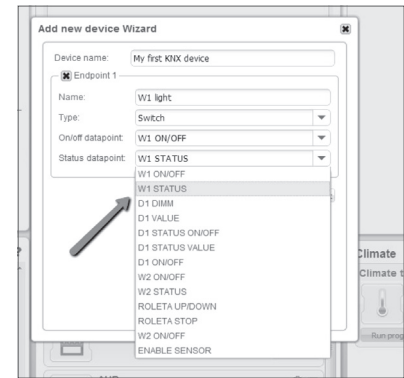 Add new device Wizard
Device name: My first KNX device
Endpoint 1
Name: W1 light
Type: Switch
On/off datapoint: W1 ON/OFF
Status datapoint: W1 STATUS
W1 ON/OFF
W1 STATUS
D1 DIMM
D1 VALUE
D1 STATUS ON/OFF
D1 STATUS VALUE
D1 ON/OFF
W2 ON/OFF
W2 STATUS
ROLETA UP/DOWN
ROLETA STOP
W2 ON/OFF
ENABLE SENSOR
?
Climate
Climate t
Run prog